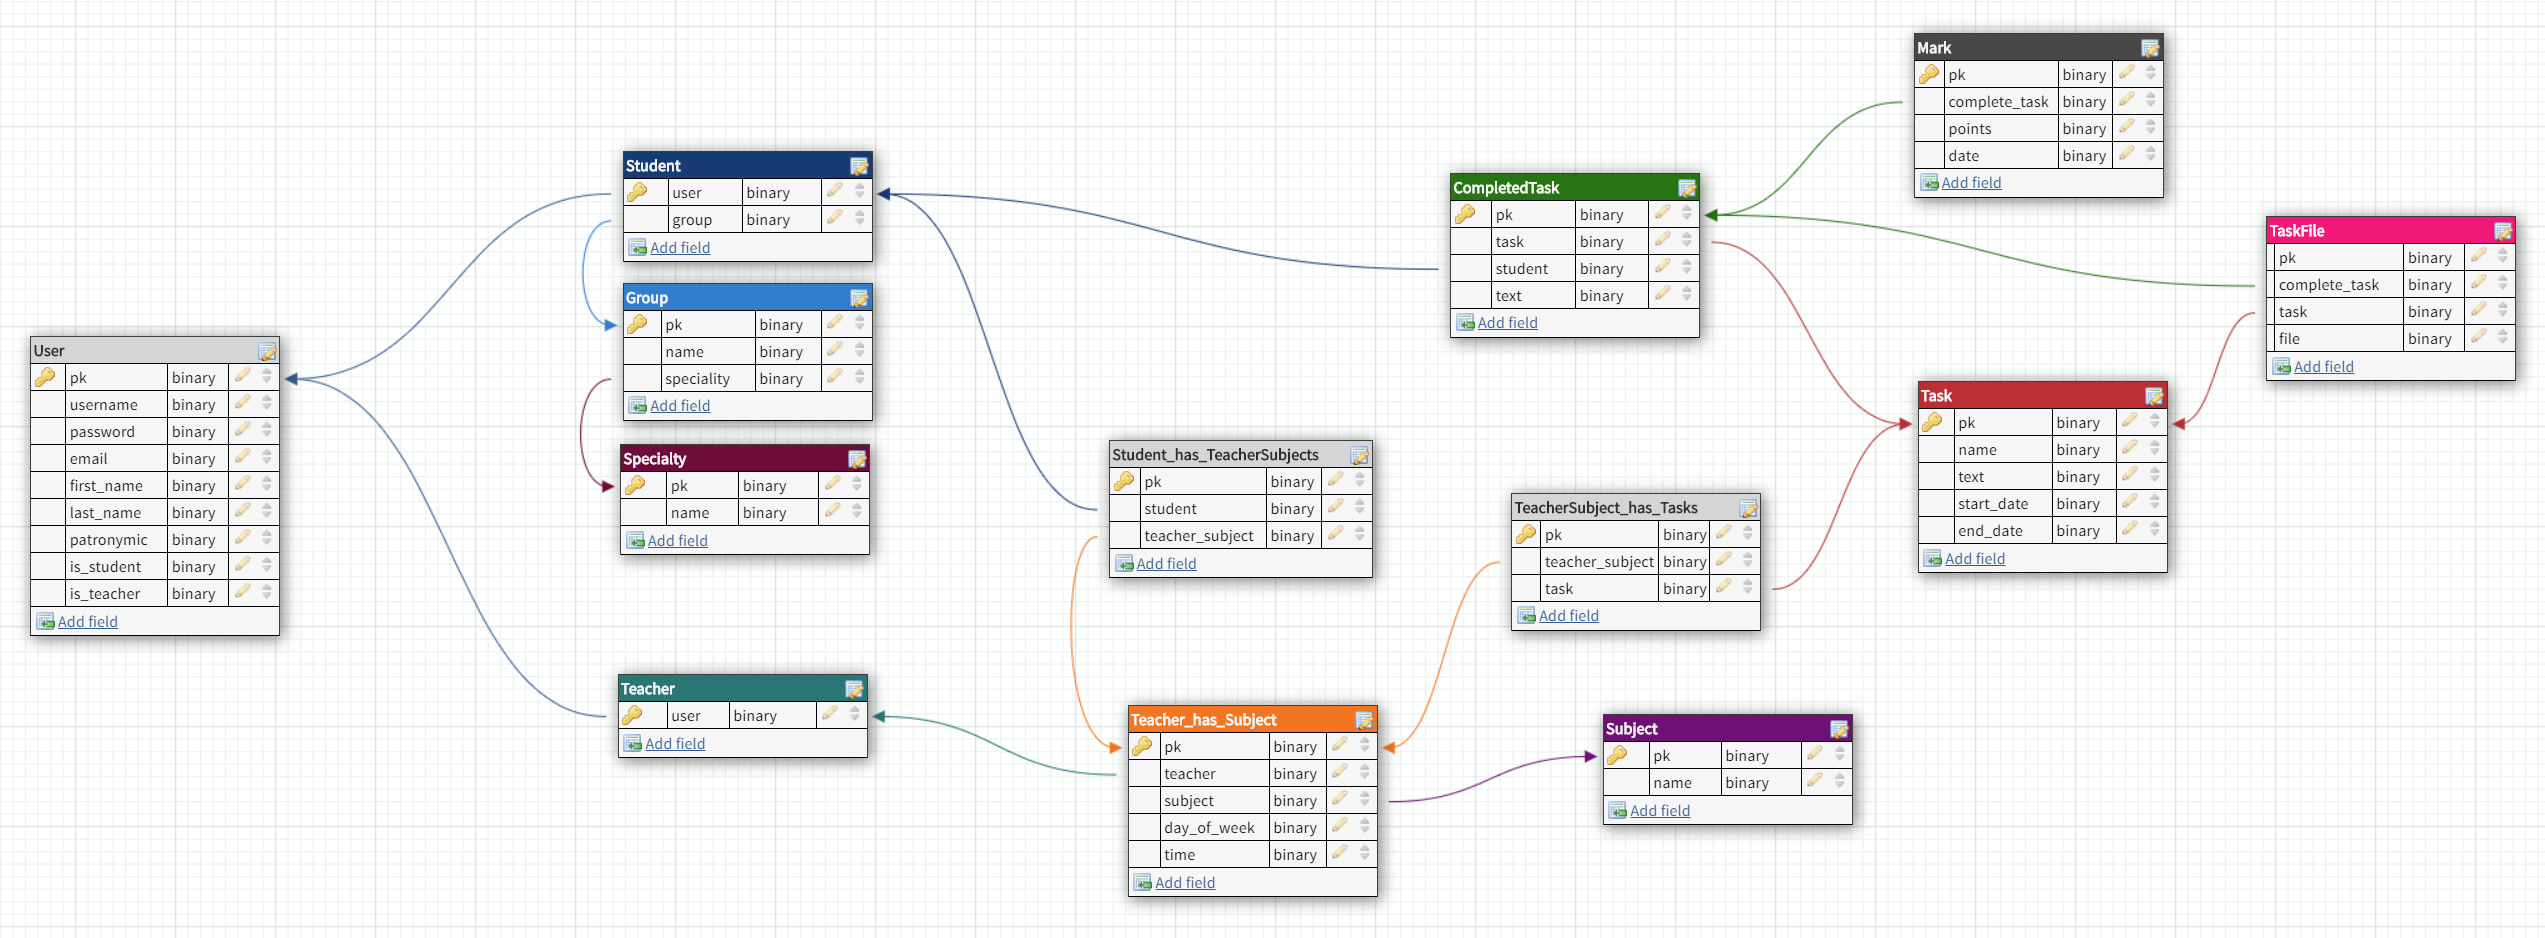 User
pk binary
username binary
password binary
email binary
first_name binary
last_name binary
patronymic binary
is_student binary
is_teacher binary
Add field
Student
user binary
group binary
Add field
Group
pk binary
name binary
speciality binary
Add field
Specialty
pk binary
name binary
Add field
Teacher
user binary
Add field
Student_has_TeacherSubjects
pk binary
student binary
teacher_subject binary
Add field
Teacher_has_Subject
pk binary
teacher binary
subject binary
day_of_week binary
time binary
Add field
CompletedTask
pk binary
task binary
student binary
text binary
Add field
TeacherSubject_has_Tasks
pk binary
teacher_subject binary
task binary
Add field
Subject
pk binary
name binary
Add field
Mark
pk binary
complete_task binary
points binary
date binary
Add field
Task
pk binary
name binary
text binary
start_date binary
end_date binary
Add field
TaskFile
pk binary
complete_task binary
task binary
file binary
Add field